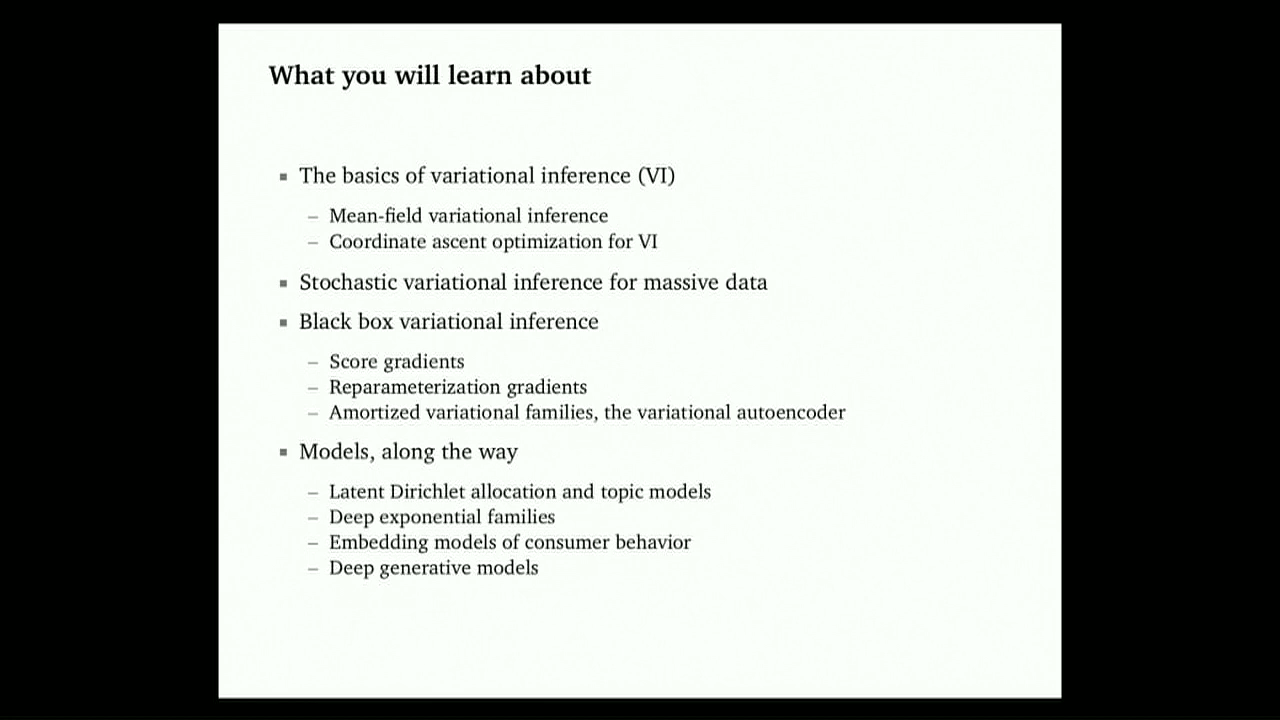 What you will learn about
The basics of variational inference (VI)
– Mean-field variational inference
– Coordinate ascent optimization for VI
Stochastic variational inference for massive data
Black box variational inference
– Score gradients
– Reparameterization gradients
– Amortized variational families, the variational autoencoder
Models, along the way
– Latent Dirichlet allocation and topic models
– Deep exponential families
– Embedding models of consumer behavior
– Deep generative models